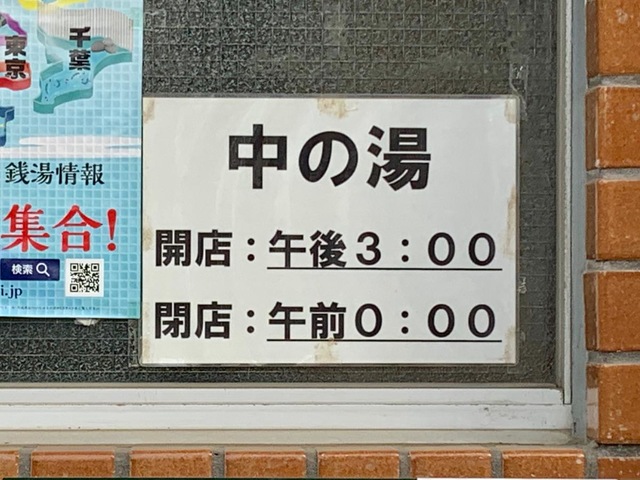 東京
千葉
銭湯情報
集合!
検索
i.jp
中の湯
開店：午後３：００
閉店：午前０：００